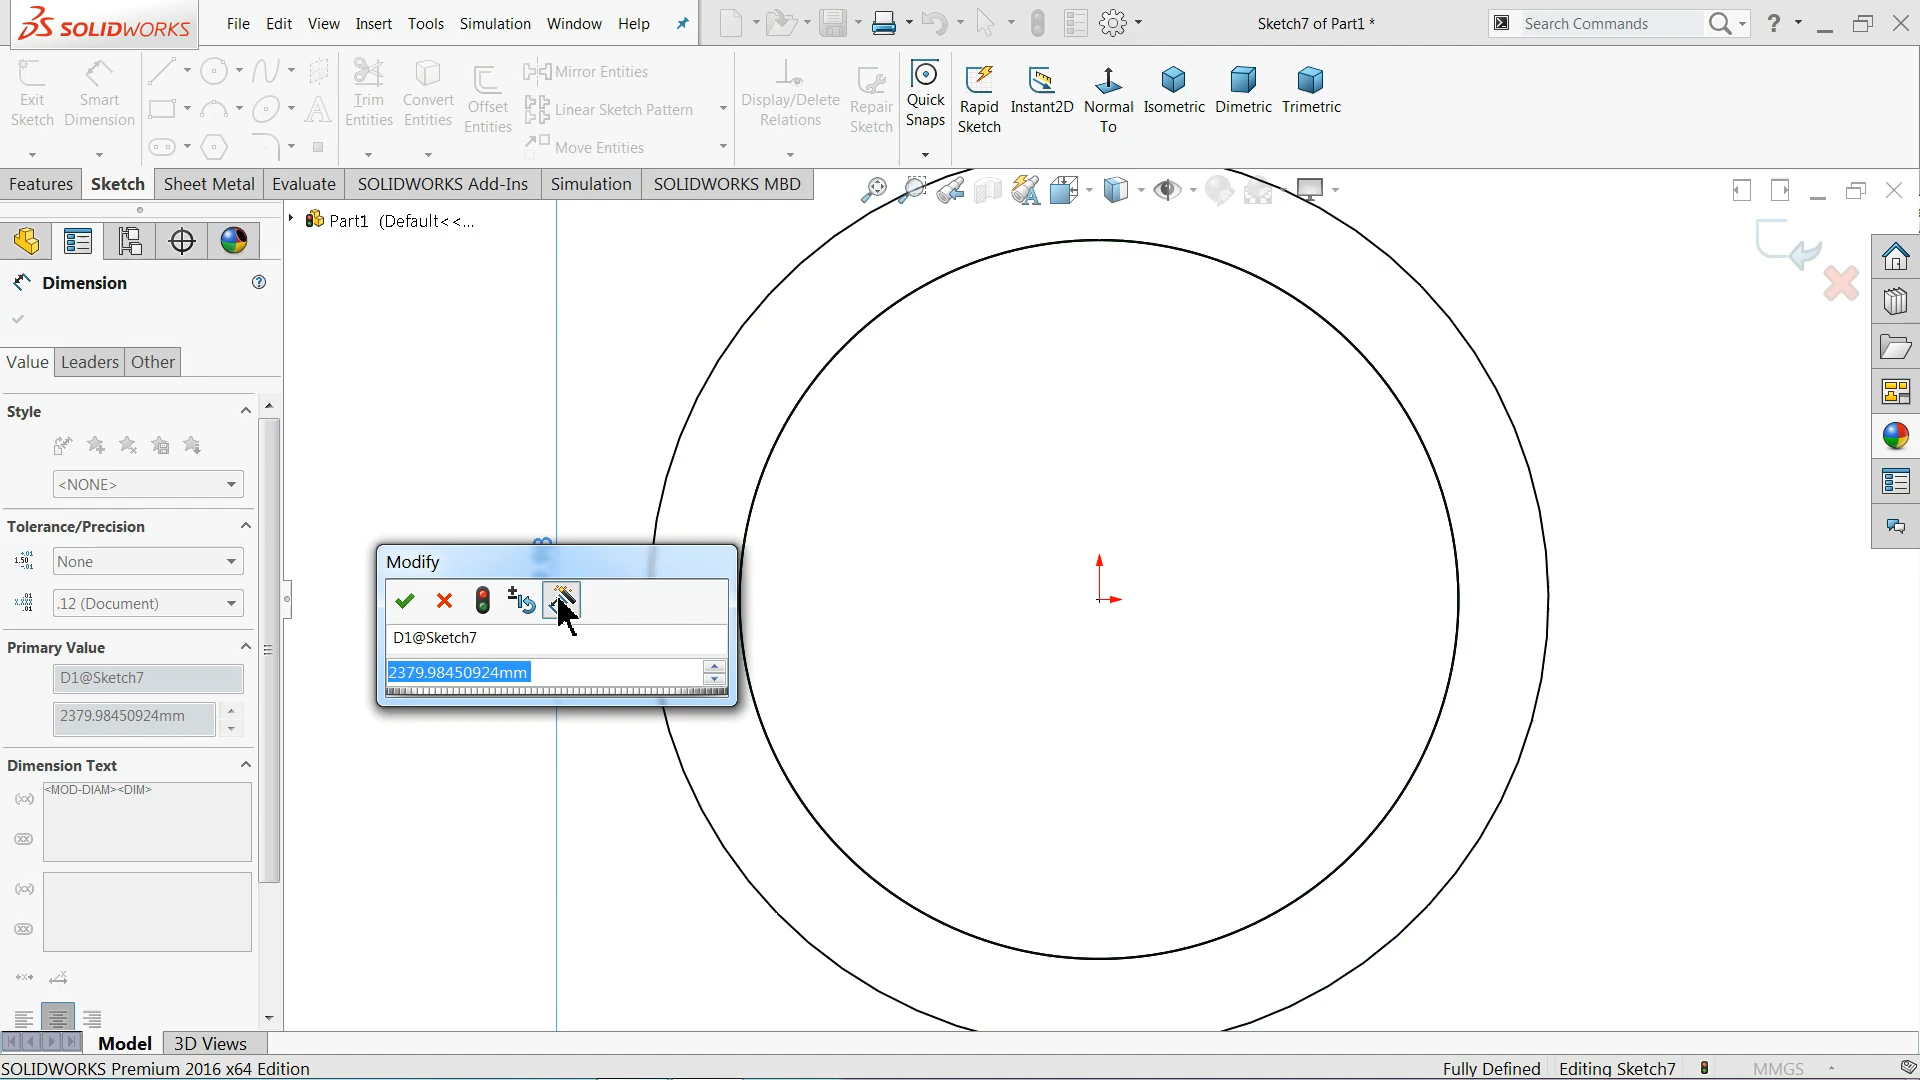 SOLIDWORKS
File Edit View Insert Tools Simulation Window Help
Sketch7 of Part1 *
Search Commands
?
Exit Sketch
Smart Dimension
Trim Entities
Convert Entities
Offset Entities
Mirror Entities
Linear Sketch Pattern
Move Entities
Display/Delete Relations
Repair Sketch
Quick Snaps
Rapid Sketch
Instant2D
Normal To
Isometric
Dimetric
Trimetric
Features Sketch Sheet Metal Evaluate SOLIDWORKS Add-Ins Simulation SOLIDWORKS MBD
Part1 (Default<<...
Dimension
Value Leaders Other
Style
<NONE>
Tolerance/Precision
None
.12 (Document)
Primary Value
D1@Sketch7
2379.98450924mm
Dimension Text
<MOD-DIAM><DIM>
Modify
D1@Sketch7
2379.98450924mm
Model 3D Views
SOLIDWORKS Premium 2016 x64 Edition
Fully Defined Editing Sketch7 MMGS